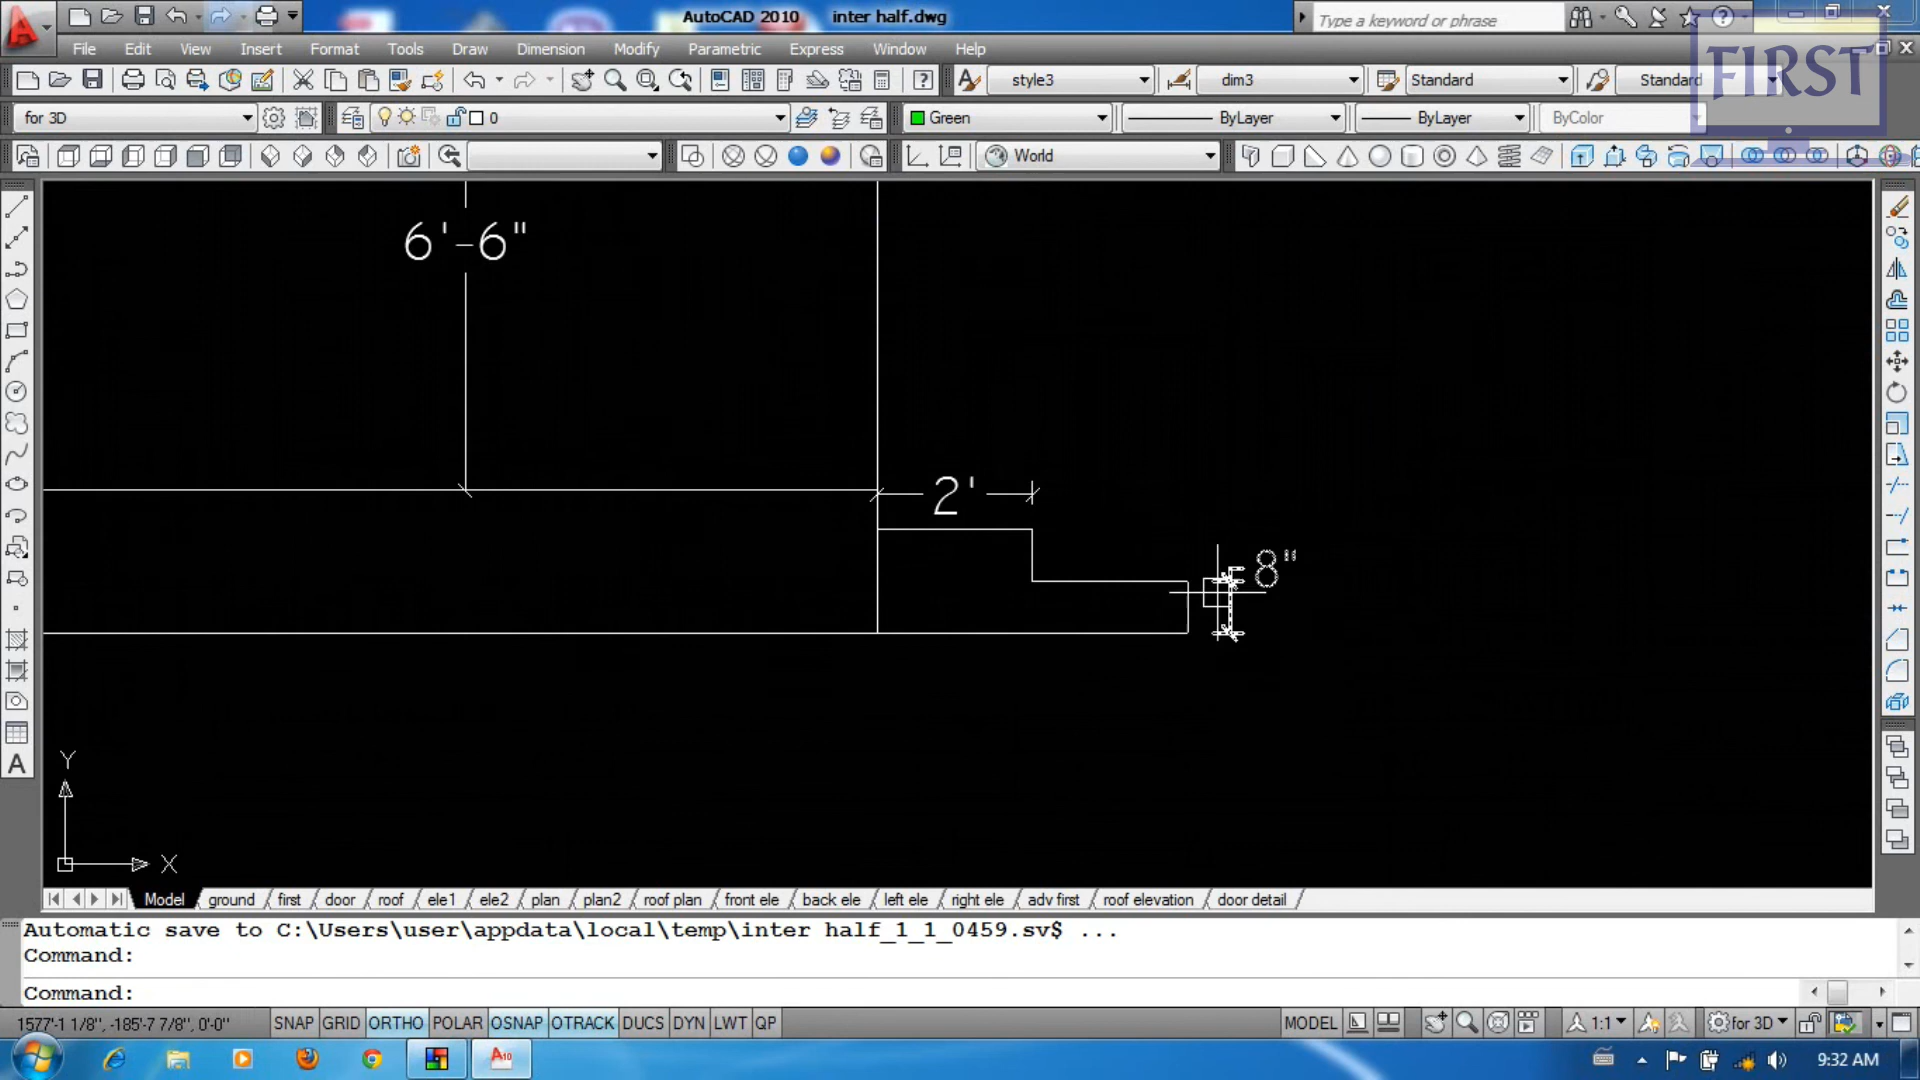 AutoCAD 2010 inter half.dwg
Type a keyword or phrase
File Edit View Insert Format Tools Draw Dimension Modify Parametric Express Window Help
FIRST
style3 dim3 Standard Standard
for 3D 0 Green ByLayer ByLayer ByColor
World
6'-6"
2'
8"
Y
X
Model ground first door roof ele1 ele2 plan plan2 roof plan front ele back ele left ele right ele adv first roof elevation door detail
Automatic save to C:\Users\user\appdata\local\temp\inter half_1_1_0459.sv$ ...
Command:
Command:
1577'-1 1/8", -185'-7 7/8", 0'-0" SNAP GRID ORTHO POLAR OSNAP OTRACK DUCS DYN LWT QP MODEL 1:1 for 3D
9:32 AM